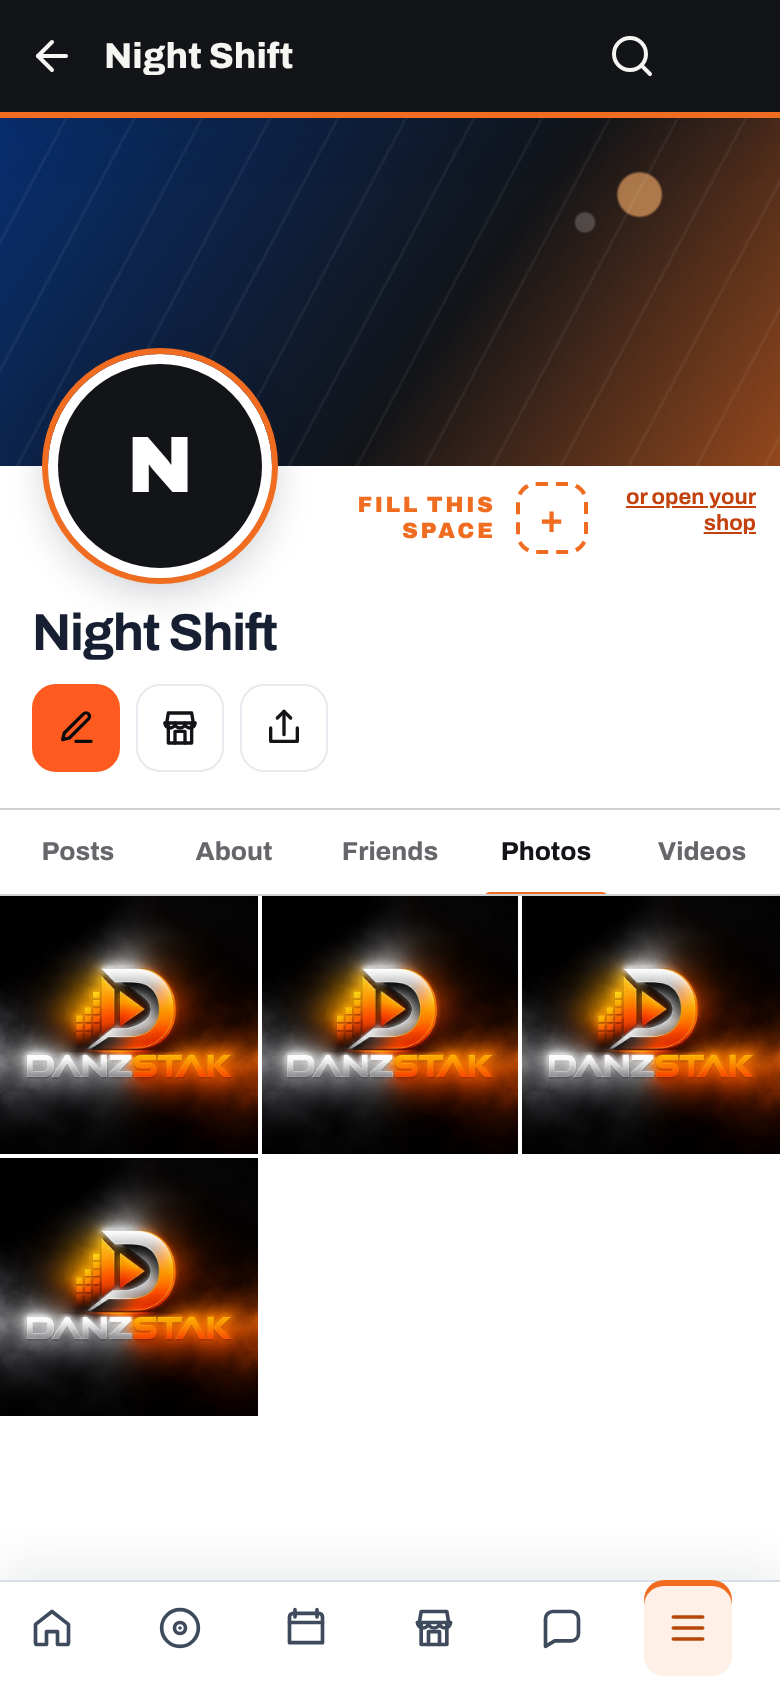 Night Shift
N
FILL THIS
SPACE
+
or open your
shop
Night Shift
Posts About Friends Photos Videos
DANZSTAK DANZSTAK DANZSTAK
DANZSTAK